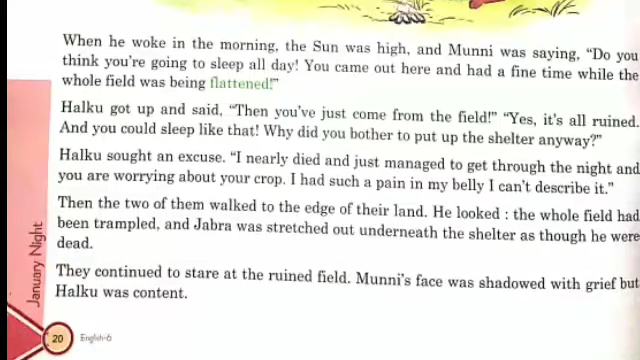 When he woke in the morning, the Sun was high, and Munni was saying, “Do you
think you’re going to sleep all day! You came out here and had a fine time while the
whole field was being flattened!”
Halku got up and said, “Then you’ve just come from the field!” “Yes, it’s all ruined.
And you could sleep like that! Why did you bother to put up the shelter anyway?”
Halku sought an excuse. “I nearly died and just managed to get through the night and
you are worrying about your crop. I had such a pain in my belly I can’t describe it.”
Then the two of them walked to the edge of their land. He looked : the whole field had
been trampled, and Jabra was stretched out underneath the shelter as though he were
dead.
They continued to stare at the ruined field. Munni’s face was shadowed with grief but
Halku was content.
January Night
20 English-6